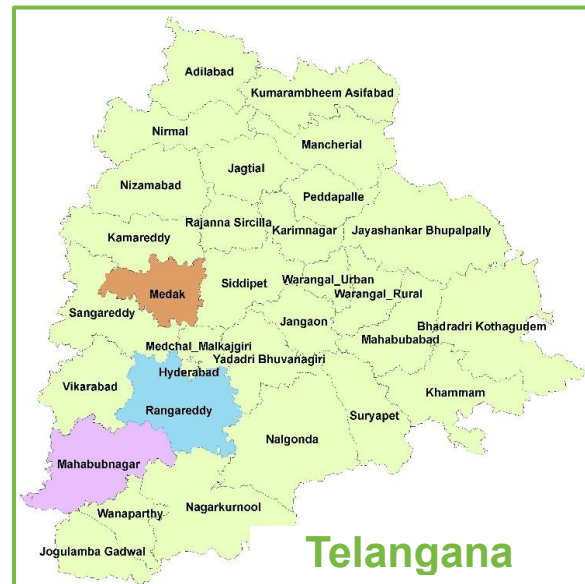 Adilabad
Kumarambheem Asifabad
Nirmal
Mancherial
Jagtial
Nizamabad
Peddapalle
Rajanna Sircilla
Karimnagar
Jayashankar Bhupalpally
Kamareddy
Siddipet
Warangal_Urban
Medak
Warangal_Rural
Sangareddy
Jangaon
Bhadradri Kothagudem
Mahabubabad
Medchal_Malkajgiri
Yadadri Bhuvanagiri
Hyderabad
Vikarabad
Khammam
Rangareddy
Suryapet
Nalgonda
Mahabubnagar
Nagarkurnool
Wanaparthy
Jogulamba Gadwal
Telangana